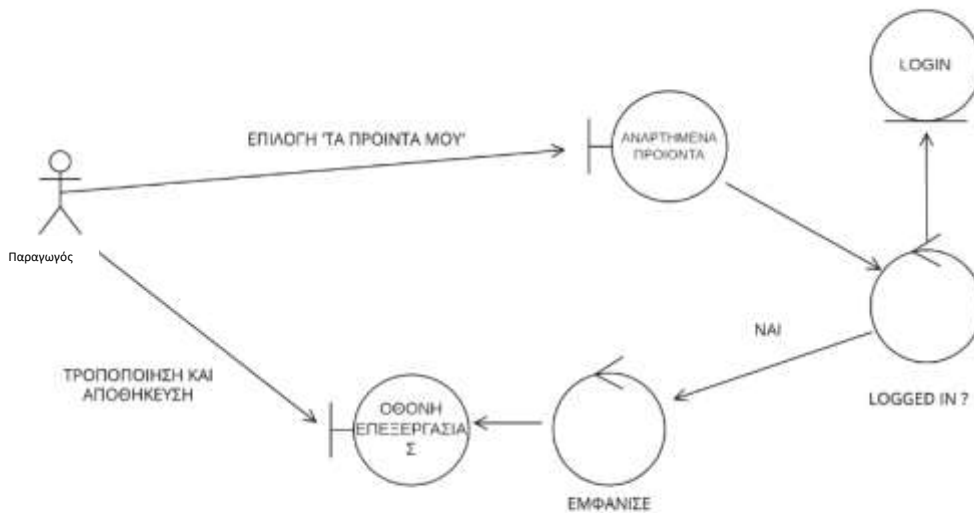 LOGIN
ΕΠΙΛΟΓΗ 'ΤΑ ΠΡΟΙΝΤΑ ΜΟΥ'
ΑΝΑΡΤΗΜΕΝΑ
ΠΡΟΙΟΝΤΑ
Παραγωγός
ΝΑΙ
ΤΡΟΠΟΠΟΙΗΣΗ ΚΑΙ
ΑΠΟΘΗΚΕΥΣΗ
LOGGED IN ?
ΟΘΟΝΗ
ΕΠΕΞΕΡΓΑΣΙΑ
Σ
ΕΜΦΑΝΙΣΕ